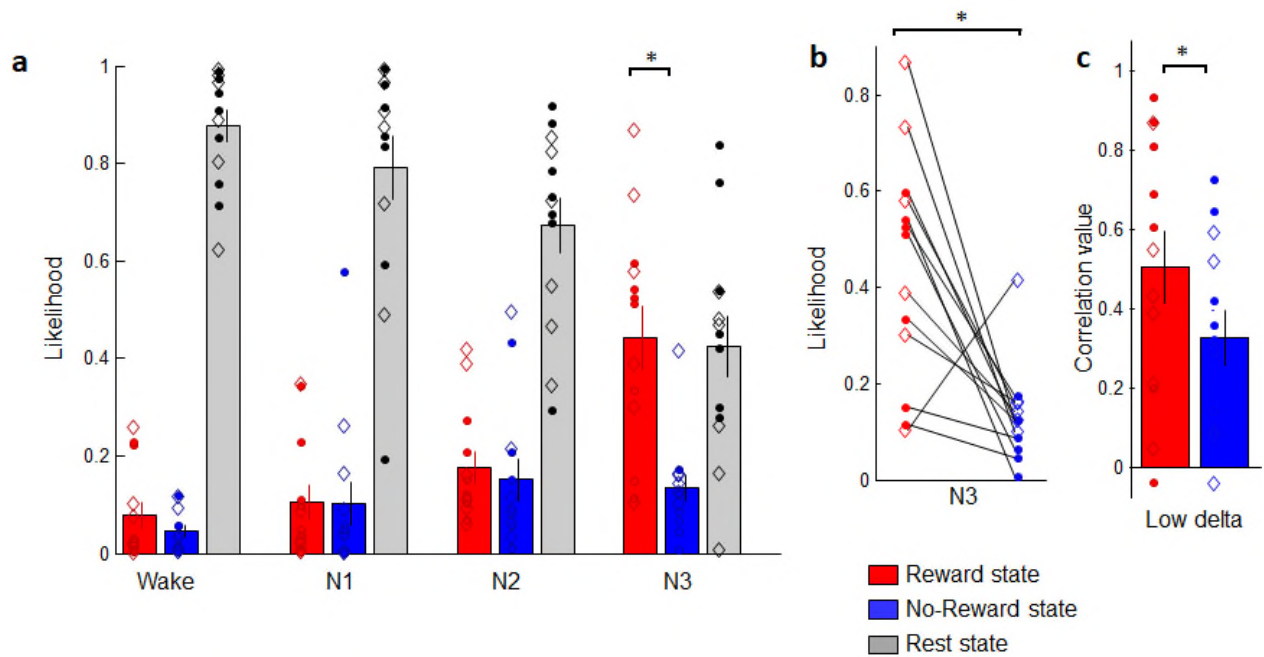 a
Likelihood
1
0.8
0.6
0.4
0.2
0
*
Wake N1 N2 N3
b
*
Likelihood
0.8
0.6
0.4
0.2
0
N3
c
*
Correlation value
1
0.8
0.6
0.4
0.2
0
Low delta
Reward state
No-Reward state
Rest state